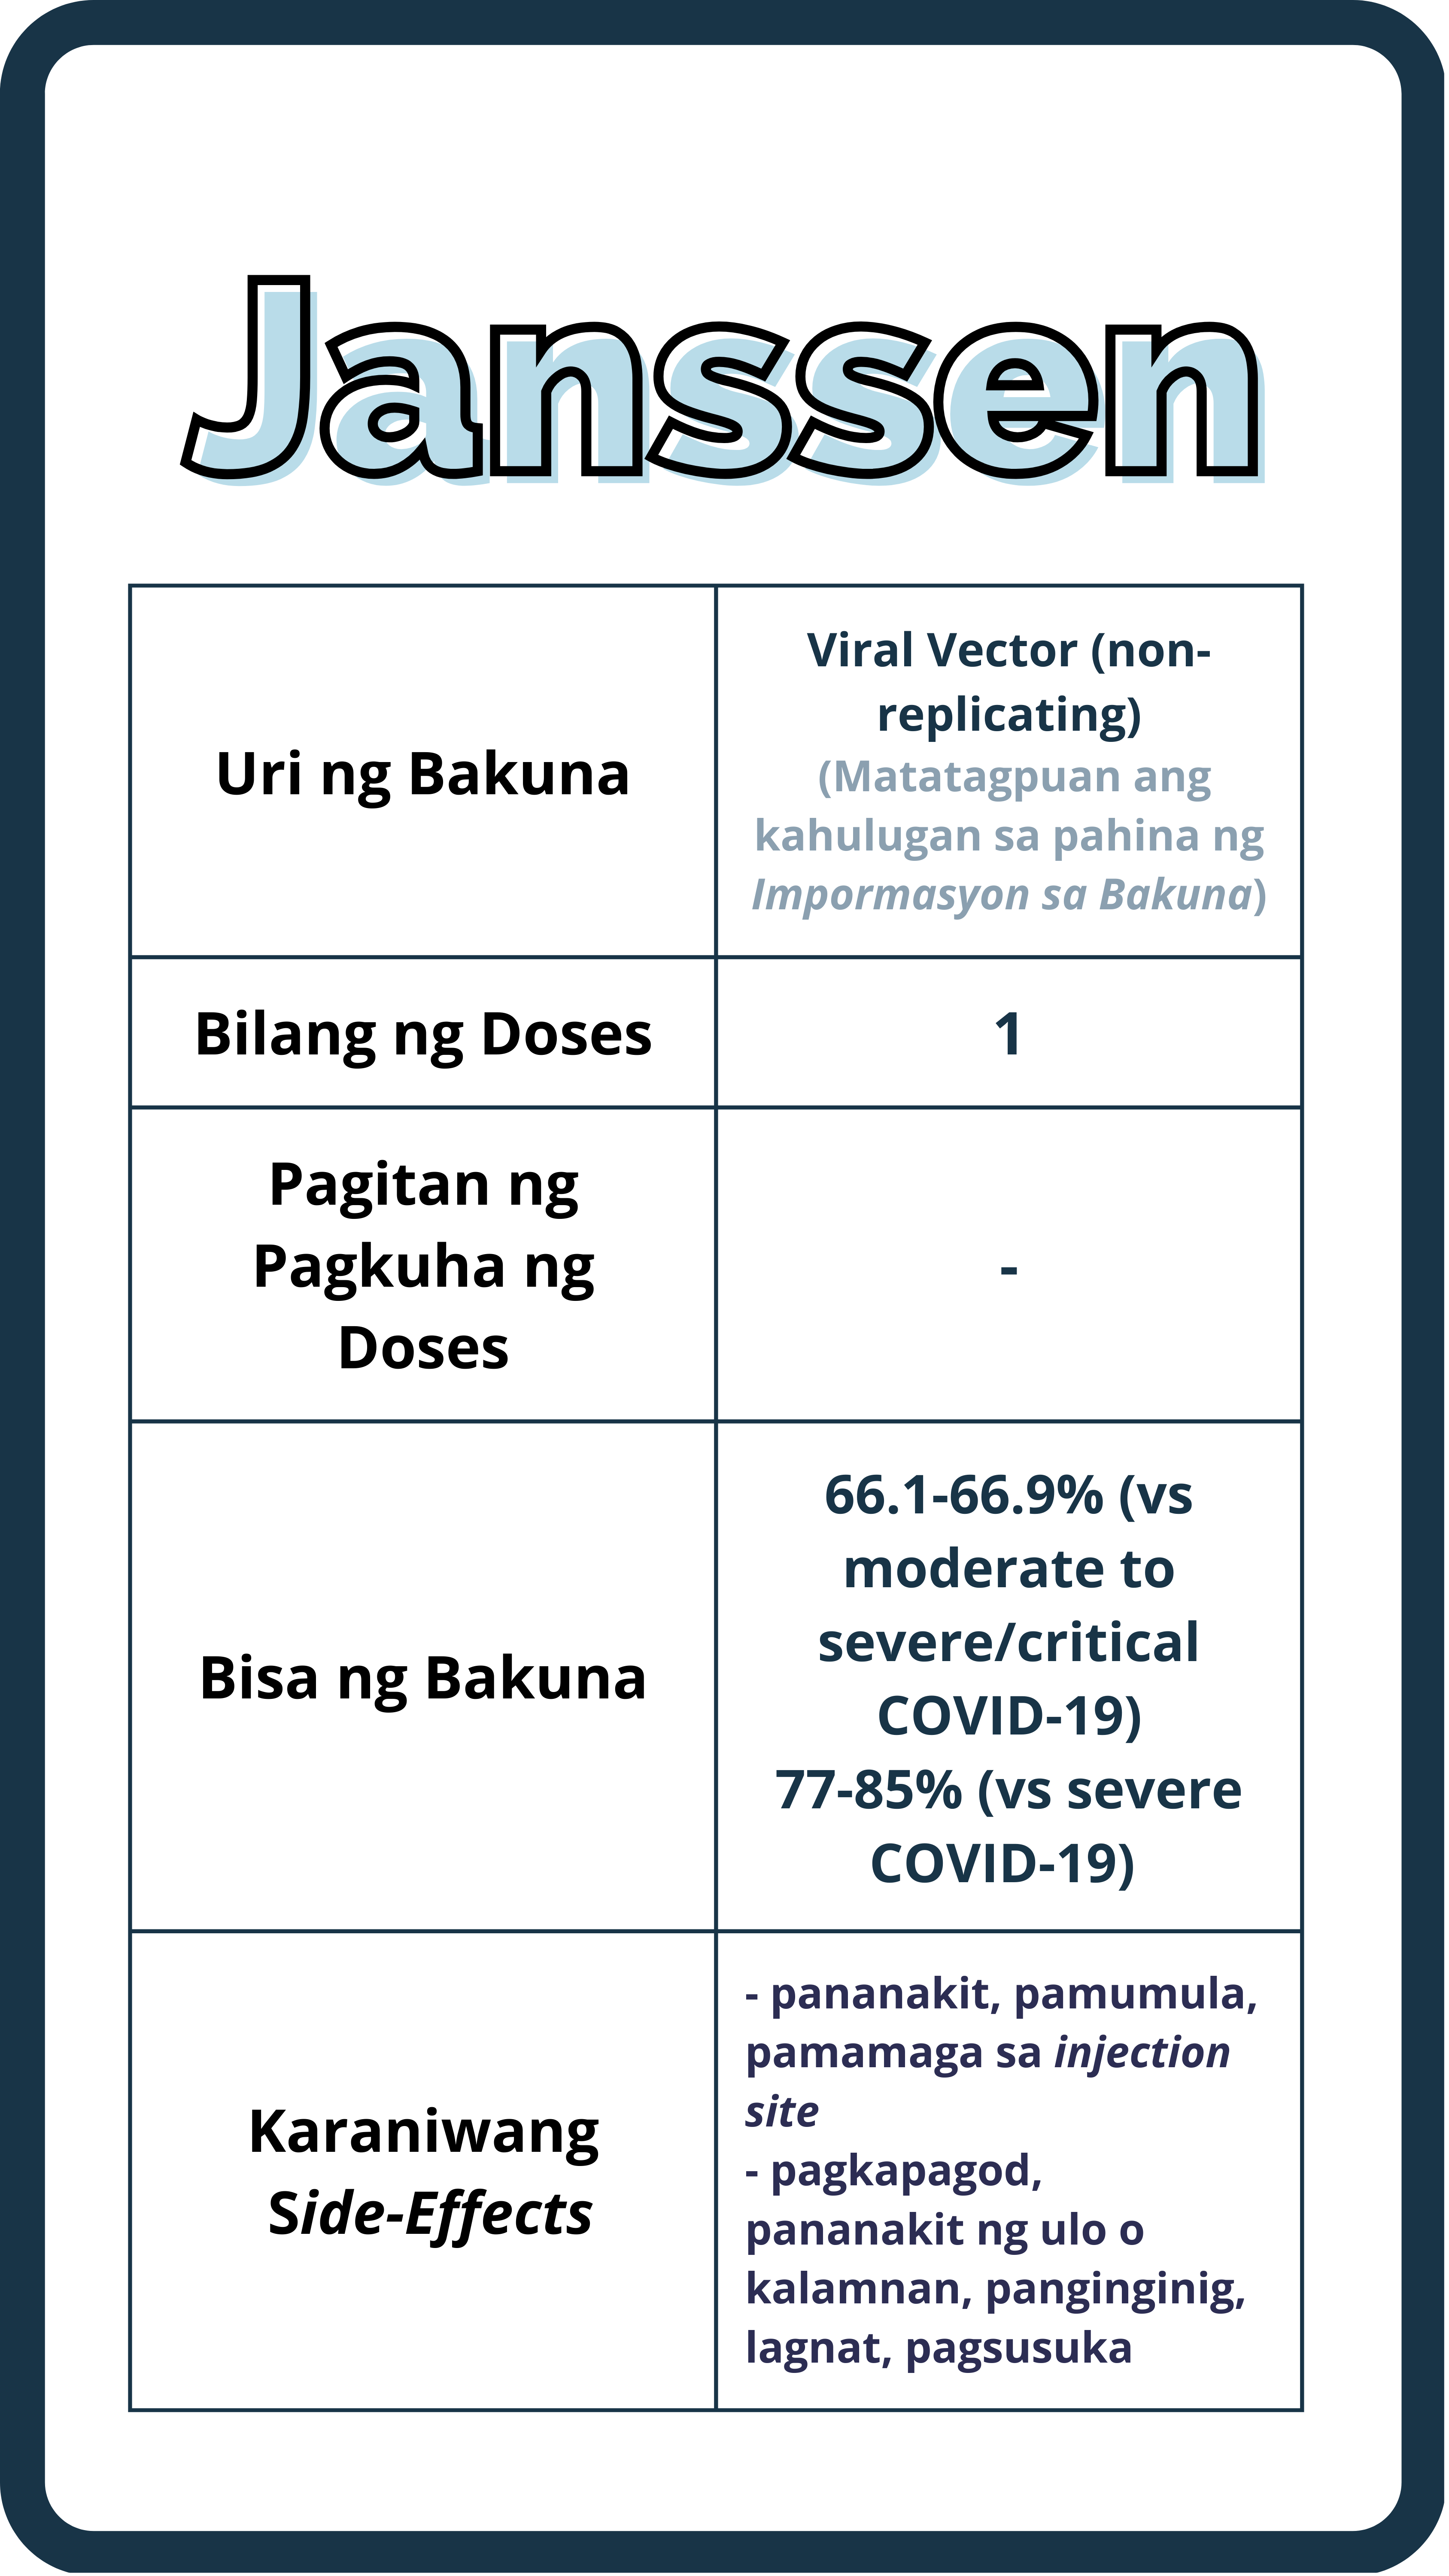 Janssen
Uri ng Bakuna
Viral Vector (non-
replicating)
(Matatagpuan ang
kahulugan sa pahina ng
Impormasyon sa Bakuna)
Bilang ng Doses
1
Pagitan ng
Pagkuha ng
Doses
-
Bisa ng Bakuna
66.1-66.9% (vs
moderate to
severe/critical
COVID-19)
77-85% (vs severe
COVID-19)
Karaniwang
Side-Effects
- pananakit, pamumula,
pamamaga sa injection
site
- pagkapagod,
pananakit ng ulo o
kalamnan, panginginig,
lagnat, pagsusuka